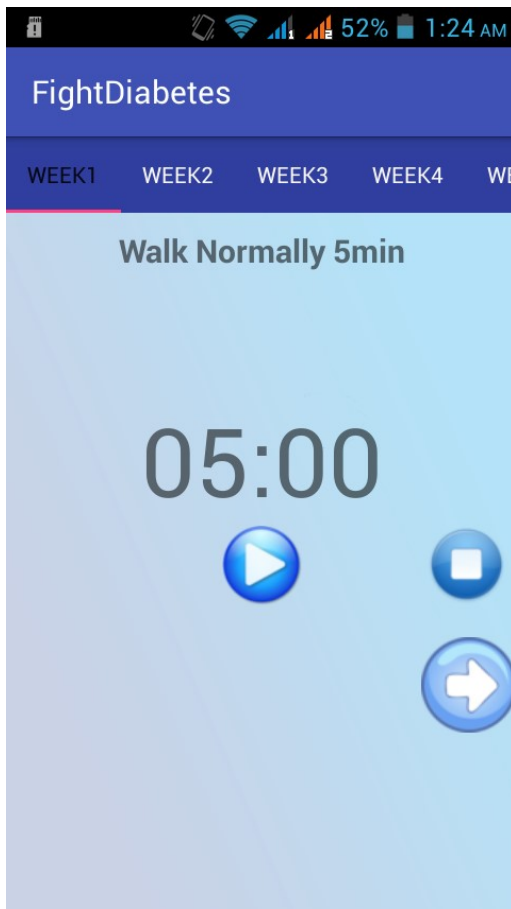 52% 1:24 AM
FightDiabetes
WEEK1 WEEK2 WEEK3 WEEK4
Walk Normally 5min
05:00